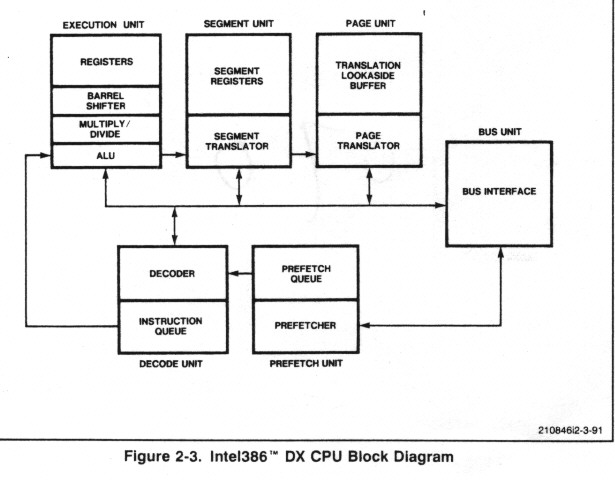 EXECUTION UNIT
SEGMENT UNIT
PAGE UNIT
REGISTERS
BARREL
SHIFTER
MULTIPLY/
DIVIDE
ALU
SEGMENT
REGISTERS
SEGMENT
TRANSLATOR
TRANSLATION
LOOKASIDE
BUFFER
PAGE
TRANSLATOR
BUS UNIT
BUS INTERFACE
DECODER
INSTRUCTION
QUEUE
DECODE UNIT
PREFETCH
QUEUE
PREFETCHER
PREFETCH UNIT
210846i2-3-91
Figure 2-3. Intel386™ DX CPU Block Diagram